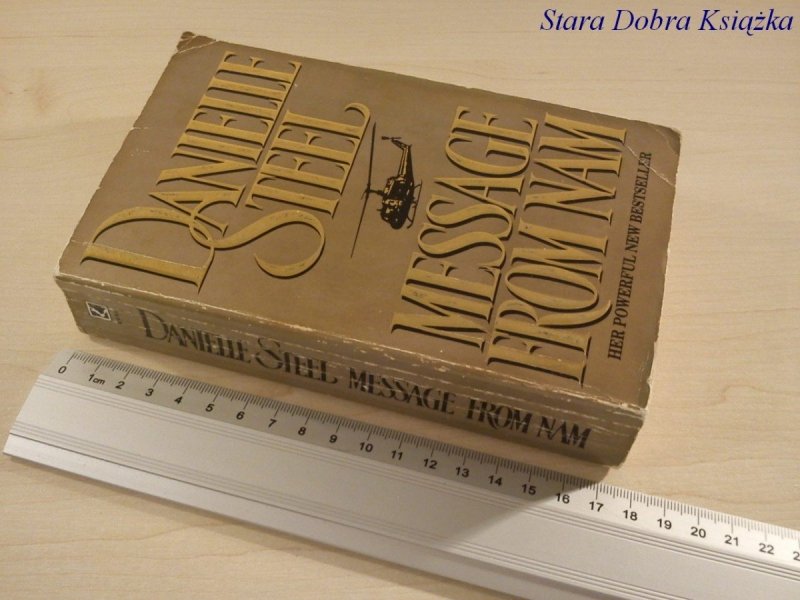 Stara Dobra Książka
DANIELLE
STEEL
MESSAGE
FROM NAM
HER POWERFUL NEW BESTSELLER
DANIELLE STEEL MESSAGE FROM NAM
0 1cm 2 3 4 5 6 7 8 9 10 11 12 13 14 15 16 17 18 19 20 21 22